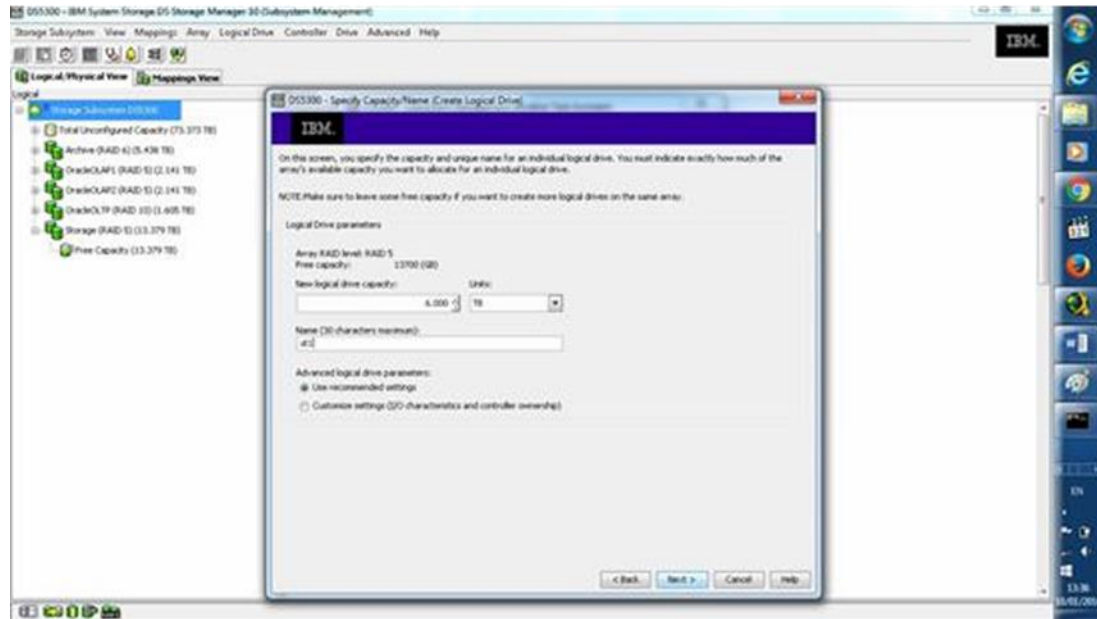 DS5300 - IBM System Storage DS Storage Manager 10 (Subsystem Management)
Storage Subsystem View Mappings Array Logical Drive Controller Drive Advanced Help
IBM.
Logical/Physical View Mappings View
Logical
Storage Subsystem DS5300
Total Unconfigured Capacity (73.373 TB)
Archive (RAID 6) (5.436 TB)
OracleOLAP1 (RAID 5) (2.141 TB)
OracleOLAP2 (RAID 5) (2.141 TB)
OracleOLTP (RAID 10) (1.605 TB)
Storage (RAID 5) (13.379 TB)
Free Capacity (13.379 TB)
DS5300 - Specify Capacity/Name (Create Logical Drive)
IBM.
On this screen, you specify the capacity and unique name for an individual logical drive. You must indicate exactly how much of the
array's available capacity you want to allocate for an individual logical drive.
NOTE: Make sure to leave some free capacity if you want to create more logical drives on the same array.
Logical Drive parameters
Array RAID level: RAID 5
Free capacity: 13700 (GB)
New logical drive capacity: Units:
6.000 TB
Name (30 characters maximum):
Advanced logical drive parameters:
Use recommended settings
Customize settings (I/O characteristics and controller ownership)
< Back Next > Cancel Help
EN
13:36